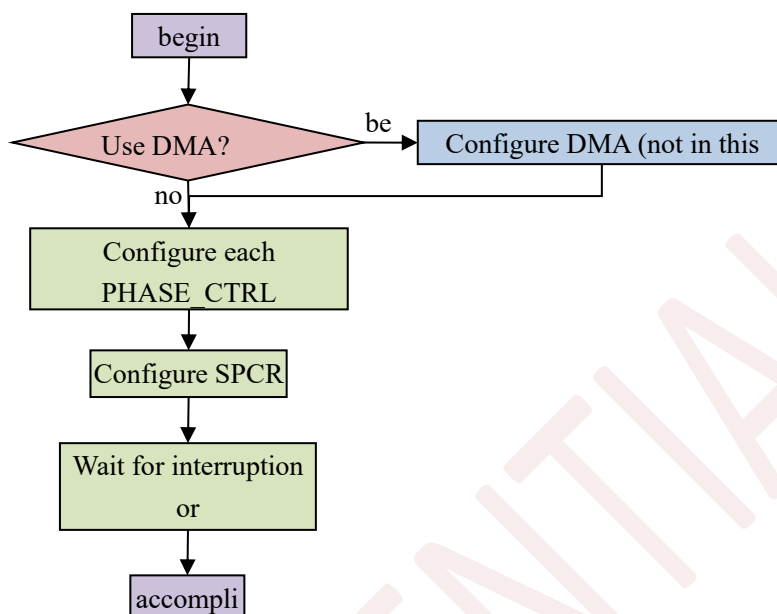 begin
Use DMA?
be
Configure DMA (not in this
no
Configure each
PHASE_CTRL
Configure SPCR
Wait for interruption
or
accompli
ENTIAL